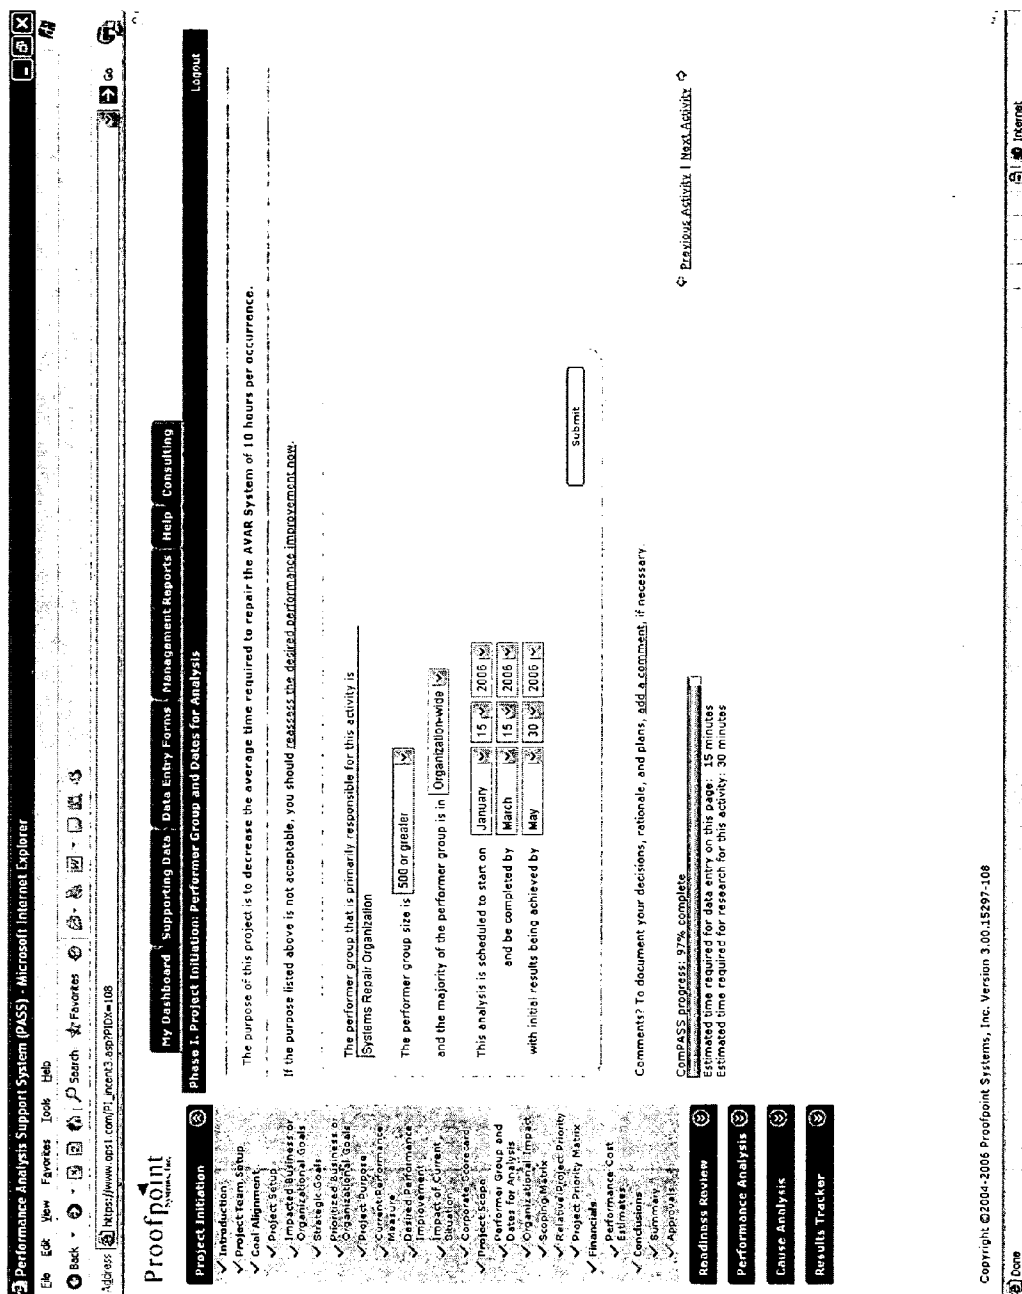 Performance Analysis Support System (PASS) - Microsoft Internet Explorer
File Edit View Favorites Tools Help
Back Search Favorites
Address https://www.opsi.com/PI_incent3.asp?PIDX=108 Go
Proofpoint
Systems, Inc.
My Dashboard Supporting Data Data Entry Forms Management Reports Help Consulting
Phase I. Project Initiation: Performer Group and Dates for Analysis Logout
Project Initiation
✓ Introduction
✓ Project Team Setup
✓ Goal Alignment
✓ Project Setup
✓ Impacted Business or
Organizational Goals
✓ Strategic Goals
✓ Prioritized Business or
Organizational Goals
✓ Project Purpose
✓ Current Performance
Measure
✓ Desired Performance
Improvement
✓ Impact of Current
Situation
✓ Corporate Scorecard
✓ Project Scope
✓ Performer Group and
Dates for Analysis
✓ Organizational Impact
✓ Scoping Matrix
✓ Relative Project Priority
✓ Project Priority Matrix
✓ Financials
✓ Performance Cost
Estimates
✓ Conclusions
✓ Summary
✓ Approvals
Readiness Review
Performance Analysis
Cause Analysis
Results Tracker
The purpose of this project is to decrease the average time required to repair the AVAR System of 10 hours per occurrence.
If the purpose listed above is not acceptable, you should reassess the desired performance improvement now.
The performer group that is primarily responsible for this activity is
Systems Repair Organization
The performer group size is 500 or greater
and the majority of the performer group is in Organization-wide
This analysis is scheduled to start on January 15 2006
and be completed by March 15 2006
with initial results being achieved by May 30 2006
Submit
Comments? To document your decisions, rationale, and plans, add a comment, if necessary.
ComPASS progress: 97% complete
Estimated time required for data entry on this page: 15 minutes
Estimated time required for research for this activity: 30 minutes
Previous Activity | Next Activity
Copyright ©2004-2006 Proofpoint Systems, Inc. Version 3.00.15297-108
Done Internet